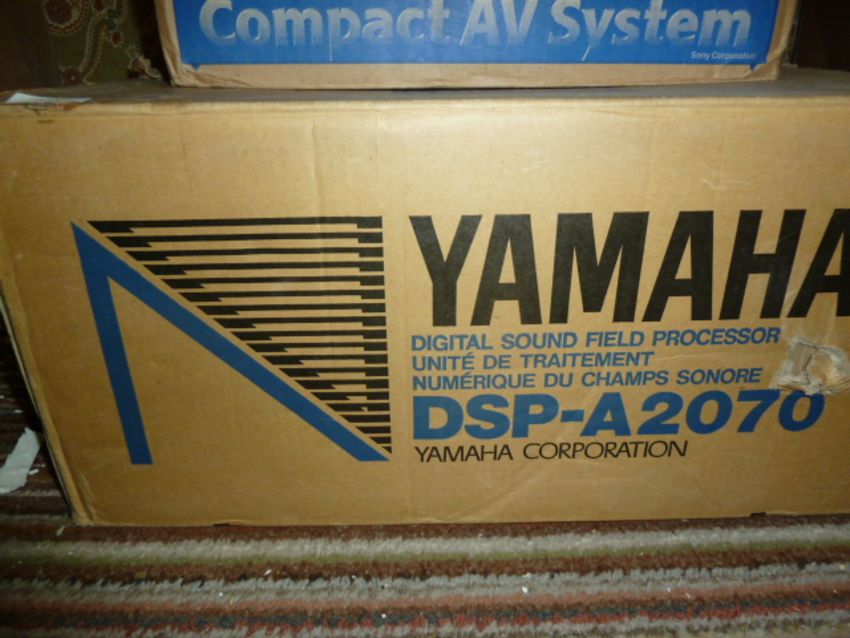 Compact AV System
Sony Corporation
YAMAHA
DIGITAL SOUND FIELD PROCESSOR
UNITÉ DE TRAITEMENT
NUMÉRIQUE DU CHAMPS SONORE
DSP-A2070
YAMAHA CORPORATION